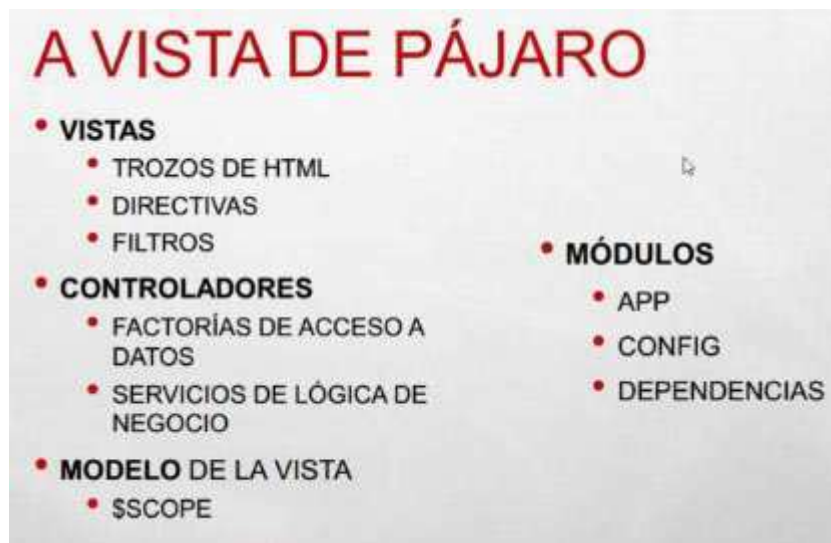 A VISTA DE PÁJARO
• VISTAS
• TROZOS DE HTML
• DIRECTIVAS
• FILTROS
• CONTROLADORES
• FACTORÍAS DE ACCESO A
DATOS
• SERVICIOS DE LÓGICA DE
NEGOCIO
• MODELO DE LA VISTA
• $SCOPE
• MÓDULOS
• APP
• CONFIG
• DEPENDENCIAS